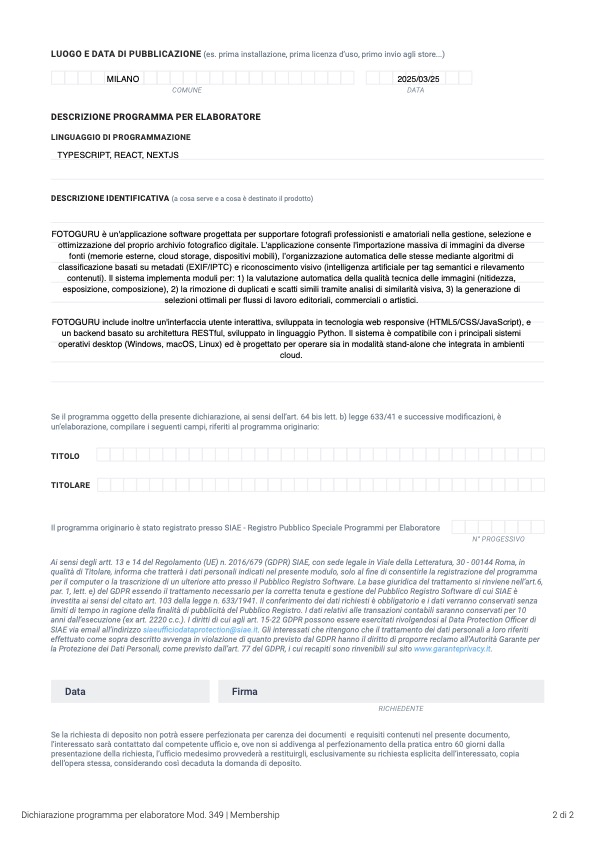 LUOGO E DATA DI PUBBLICAZIONE (es. prima installazione, prima licenza d'uso, primo invio agli store...)
MILANO 2025/03/25
COMUNE DATA
DESCRIZIONE PROGRAMMA PER ELABORATORE
LINGUAGGIO DI PROGRAMMAZIONE
TYPESCRIPT, REACT, NEXTJS
DESCRIZIONE IDENTIFICATIVA (a cosa serve e a cosa è destinato il prodotto)
FOTOGURU è un'applicazione software progettata per supportare fotografi professionisti e amatoriali nella gestione, selezione e
ottimizzazione del proprio archivio fotografico digitale. L'applicazione consente l'importazione massiva di immagini da diverse
fonti (memorie esterne, cloud storage, dispositivi mobili), l'organizzazione automatica delle stesse mediante algoritmi di
classificazione basati su metadati (EXIF/IPTC) e riconoscimento visivo (intelligenza artificiale per tag semantici e rilevamento
contenuti). Il sistema implementa moduli per: 1) la valutazione automatica della qualità tecnica delle immagini (nitidezza,
esposizione, composizione), 2) la rimozione di duplicati e scatti simili tramite analisi di similarità visiva, 3) la generazione di
selezioni ottimali per flussi di lavoro editoriali, commerciali o artistici.
FOTOGURU include inoltre un'interfaccia utente interattiva, sviluppata in tecnologia web responsive (HTML5/CSS/JavaScript), e
un backend basato su architettura RESTful, sviluppato in linguaggio Python. Il sistema è compatibile con i principali sistemi
operativi desktop (Windows, macOS, Linux) ed è progettato per operare sia in modalità stand-alone che integrata in ambienti
cloud.
Se il programma oggetto della presente dichiarazione, ai sensi dell'art. 64 bis lett. b) legge 633/41 e successive modificazioni, è
un'elaborazione, compilare i seguenti campi, riferiti al programma originario:
TITOLO
TITOLARE
Il programma originario è stato registrato presso SIAE - Registro Pubblico Speciale Programmi per Elaboratore
N° PROGESSIVO
Ai sensi degli artt. 13 e 14 del Regolamento (UE) n. 2016/679 (GDPR) SIAE, con sede legale in Viale della Letteratura, 30 - 00144 Roma, in
qualità di Titolare, informa che tratterà i dati personali indicati nel presente modulo, solo al fine di consentirle la registrazione del programma
per il computer o la trascrizione di un ulteriore atto presso il Pubblico Registro Software. La base giuridica del trattamento si rinviene nell'art.6,
par. 1, lett. e) del GDPR essendo il trattamento necessario per la corretta tenuta e gestione del Pubblico Registro Software di cui SIAE è
investita ai sensi del citato art. 103 della legge n. 633/1941. Il conferimento dei dati richiesti è obbligatorio e i dati verranno conservati senza
limiti di tempo in ragione della finalità di pubblicità del Pubblico Registro. I dati relativi alle transazioni contabili saranno conservati per 10
anni dall'esecuzione (ex art. 2220 c.c.). I diritti di cui agli art. 15-22 GDPR possono essere esercitati rivolgendosi al Data Protection Officer di
SIAE via email all'indirizzo siaeufficiodataprotection@siae.it. Gli interessati che ritengono che il trattamento dei dati personali a loro riferiti
effettuato come sopra descritto avvenga in violazione di quanto previsto dal GDPR hanno il diritto di proporre reclamo all'Autorità Garante per
la Protezione dei Dati Personali, come previsto dall'art. 77 del GDPR, i cui recapiti sono rinvenibili sul sito www.garanteprivacy.it.
Data Firma
RICHIEDENTE
Se la richiesta di deposito non potrà essere perfezionata per carenza dei documenti e requisiti contenuti nel presente documento,
l'interessato sarà contattato dal competente ufficio e, ove non si addivenga al perfezionamento della pratica entro 60 giorni dalla
presentazione della richiesta, l'ufficio medesimo provvederà a restituirgli, esclusivamente su richiesta esplicita dell'interessato, copia
dell'opera stessa, considerando così decaduta la domanda di deposito.
Dichiarazione programma per elaboratore Mod. 349 | Membership 2 di 2